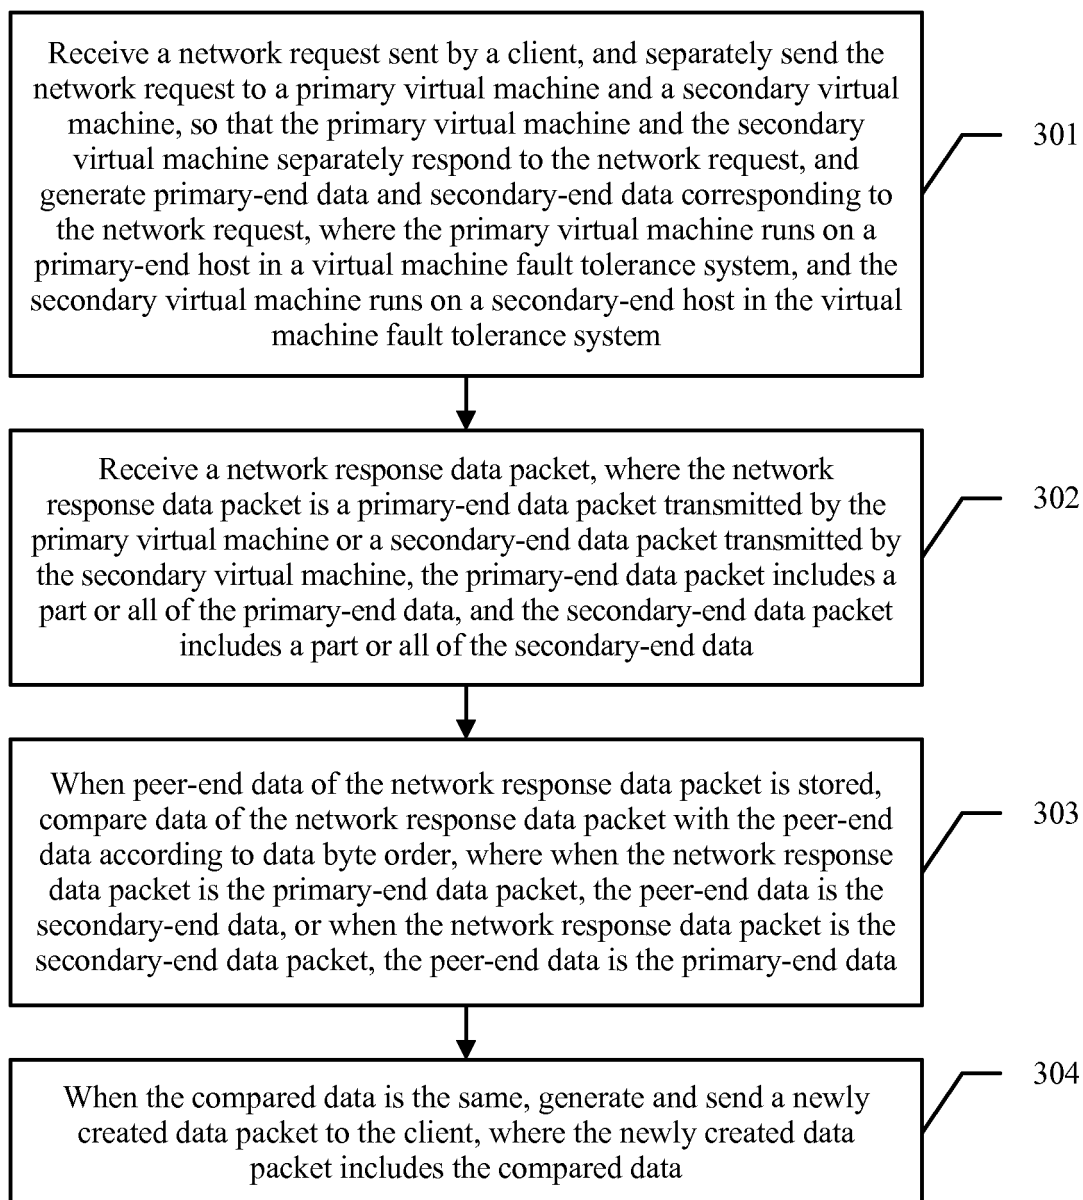 Receive a network request sent by a client, and separately send the
network request to a primary virtual machine and a secondary virtual
machine, so that the primary virtual machine and the secondary
virtual machine separately respond to the network request, and
generate primary-end data and secondary-end data corresponding to
the network request, where the primary virtual machine runs on a
primary-end host in a virtual machine fault tolerance system, and the
secondary virtual machine runs on a secondary-end host in the virtual
machine fault tolerance system
301
Receive a network response data packet, where the network
response data packet is a primary-end data packet transmitted by the
primary virtual machine or a secondary-end data packet transmitted by
the secondary virtual machine, the primary-end data packet includes a
part or all of the primary-end data, and the secondary-end data packet
includes a part or all of the secondary-end data
302
When peer-end data of the network response data packet is stored,
compare data of the network response data packet with the peer-end
data according to data byte order, where when the network response
data packet is the primary-end data packet, the peer-end data is the
secondary-end data, or when the network response data packet is the
secondary-end data packet, the peer-end data is the primary-end data
303
When the compared data is the same, generate and send a newly
created data packet to the client, where the newly created data
packet includes the compared data
304